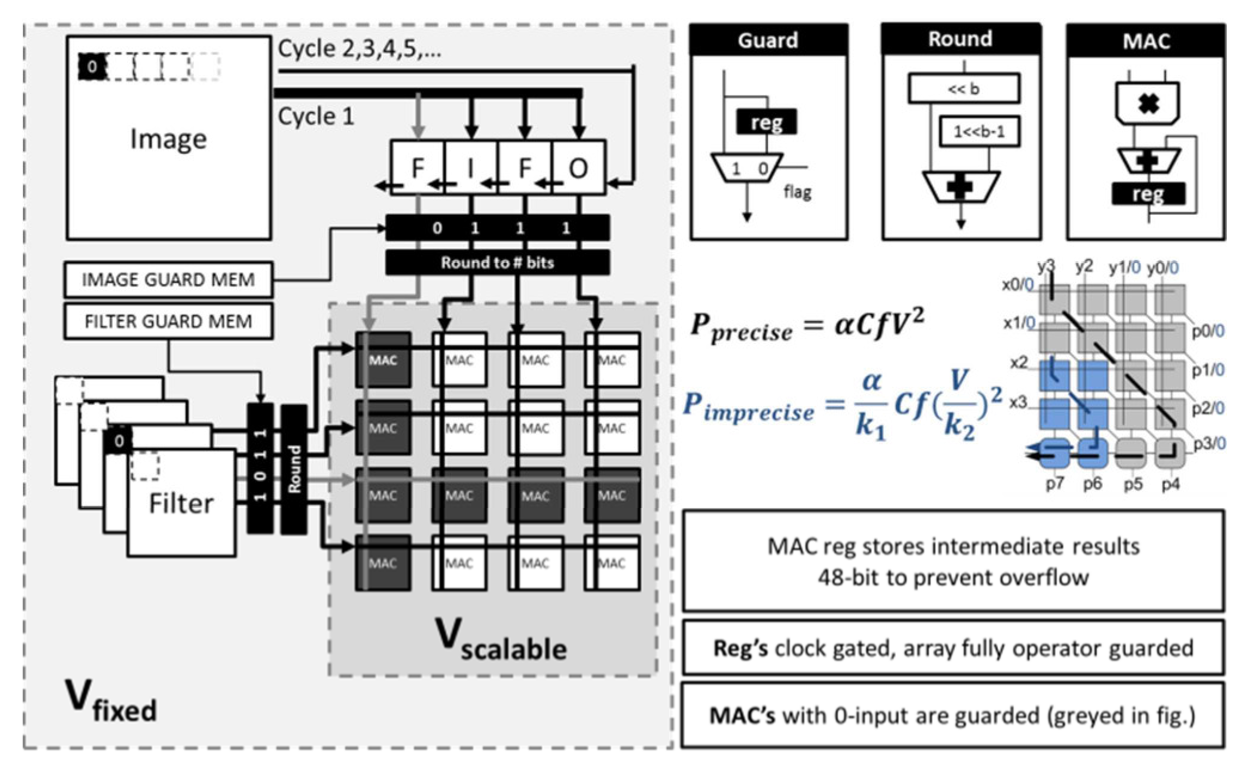 Cycle 2,3,4,5,...
0
Cycle 1
Image
F I F O
0 1 1 1
Round to # bits
IMAGE GUARD MEM
FILTER GUARD MEM
MAC MAC MAC MAC
MAC MAC MAC MAC
MAC MAC MAC MAC
MAC MAC MAC MAC
0
Filter
1 0 1 1
Round
Vscalable
Vfixed
Guard
reg
1 0
flag
Round
<< b
1<<b-1
MAC
reg
Pprecise = αCfV²
Pimprecise = α/k₁ Cf(V/k₂)²
y3 y2 y1/0 y0/0
x0/0
x1/0
x2
x3
p0/0
p1/0
p2/0
p3/0
p7 p6 p5 p4
MAC reg stores intermediate results
48-bit to prevent overflow
Reg's clock gated, array fully operator guarded
MAC's with 0-input are guarded (greyed in fig.)